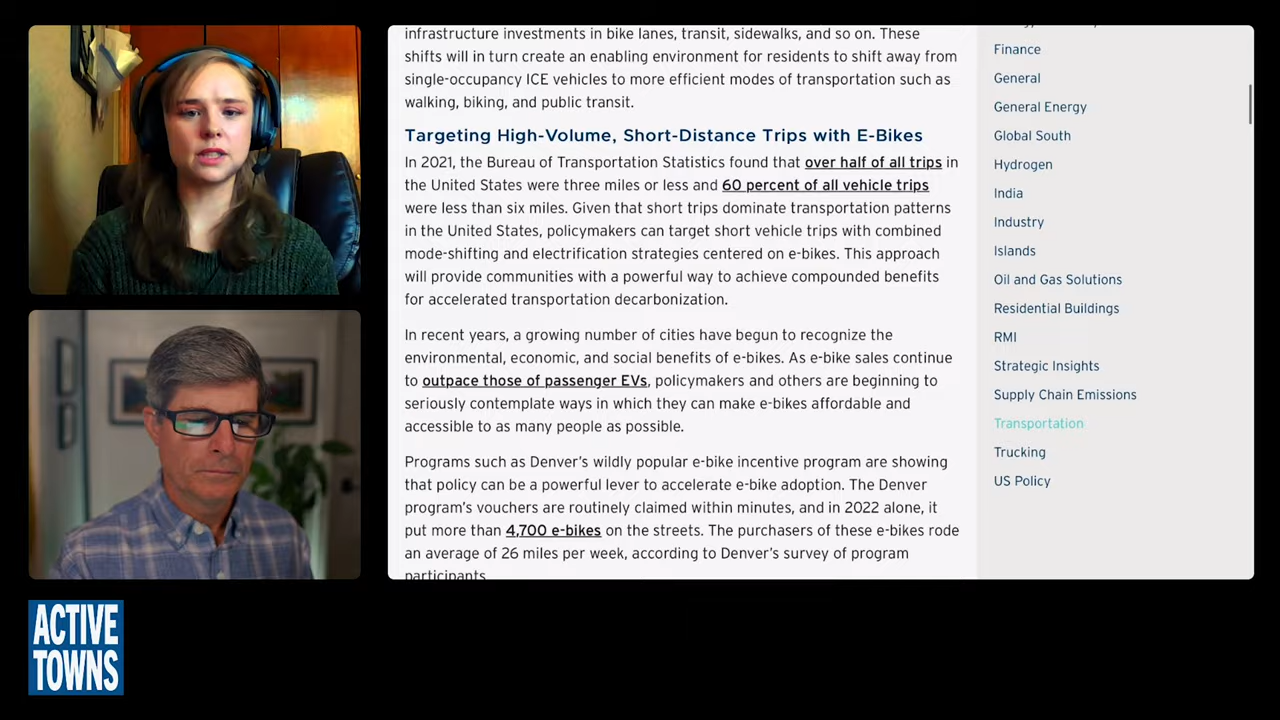 infrastructure investments in bike lanes, transit, sidewalks, and so on. These
shifts will in turn create an enabling environment for residents to shift away from
single-occupancy ICE vehicles to more efficient modes of transportation such as
walking, biking, and public transit.
Targeting High-Volume, Short-Distance Trips with E-Bikes
In 2021, the Bureau of Transportation Statistics found that over half of all trips in
the United States were three miles or less and 60 percent of all vehicle trips
were less than six miles. Given that short trips dominate transportation patterns
in the United States, policymakers can target short vehicle trips with combined
mode-shifting and electrification strategies centered on e-bikes. This approach
will provide communities with a powerful way to achieve compounded benefits
for accelerated transportation decarbonization.
In recent years, a growing number of cities have begun to recognize the
environmental, economic, and social benefits of e-bikes. As e-bike sales continue
to outpace those of passenger EVs, policymakers and others are beginning to
seriously contemplate ways in which they can make e-bikes affordable and
accessible to as many people as possible.
Programs such as Denver's wildly popular e-bike incentive program are showing
that policy can be a powerful lever to accelerate e-bike adoption. The Denver
program's vouchers are routinely claimed within minutes, and in 2022 alone, it
put more than 4,700 e-bikes on the streets. The purchasers of these e-bikes rode
an average of 26 miles per week, according to Denver's survey of program
participants.
Finance
General
General Energy
Global South
Hydrogen
India
Industry
Islands
Oil and Gas Solutions
Residential Buildings
RMI
Strategic Insights
Supply Chain Emissions
Transportation
Trucking
US Policy
ACTIVE
TOWNS